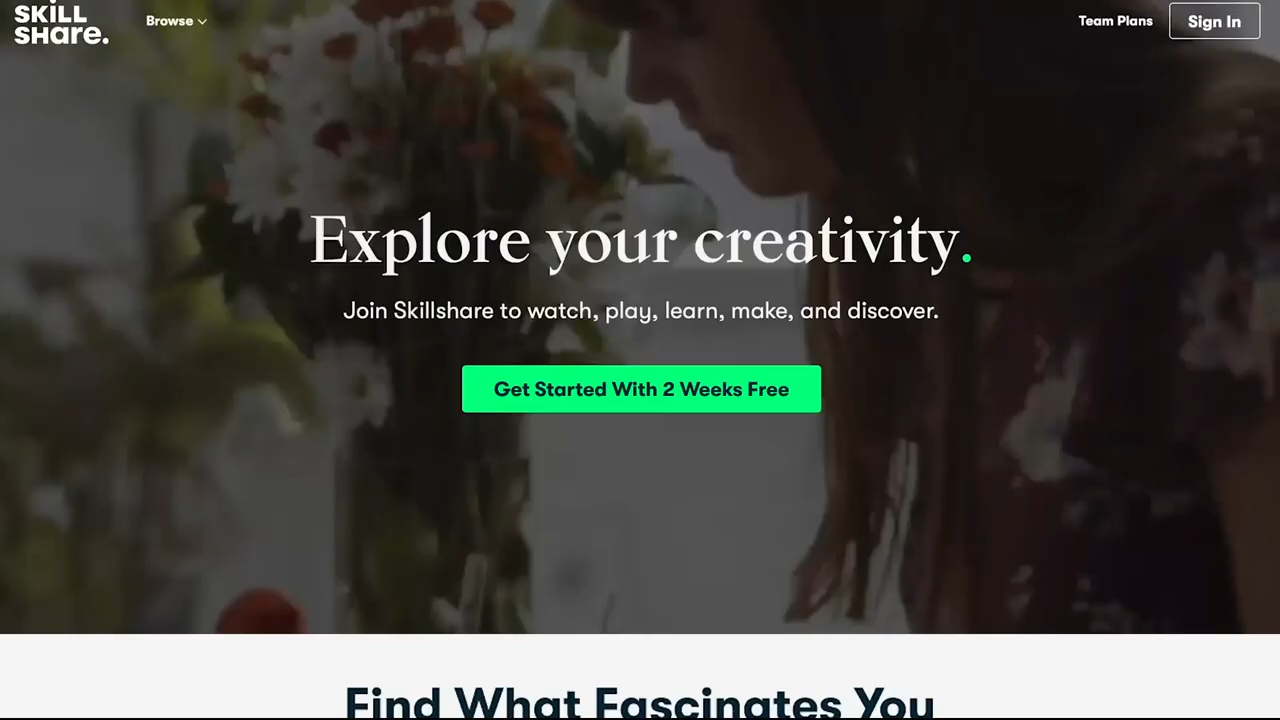 SKiLL
SHare.
Browse
Team Plans
Sign In
Explore your creativity.
Join Skillshare to watch, play, learn, make, and discover.
Get Started With 2 Weeks Free
Find What Fascinates You